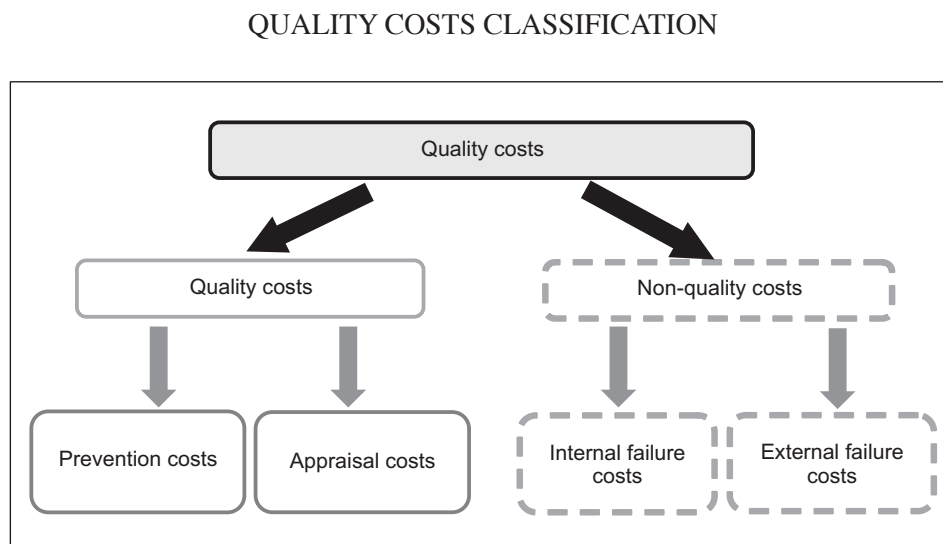 QUALITY COSTS CLASSIFICATION
Quality costs
Quality costs
Non-quality costs
Prevention costs
Appraisal costs
Internal failure
costs
External failure
costs